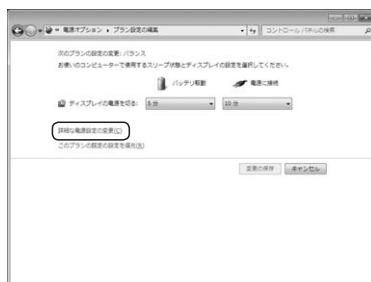 電源オプション ▸ プラン設定の編集
コントロール パネルの検索
次のプランの設定の変更: バランス
お使いのコンピューターで使用するスリープ状態とディスプレイの設定を選択してください。
バッテリ駆動
電源に接続
ディスプレイの電源を切る:
5 分
10 分
詳細な電源設定の変更(C)
このプランの既定の設定を復元(R)
変更の保存
キャンセル